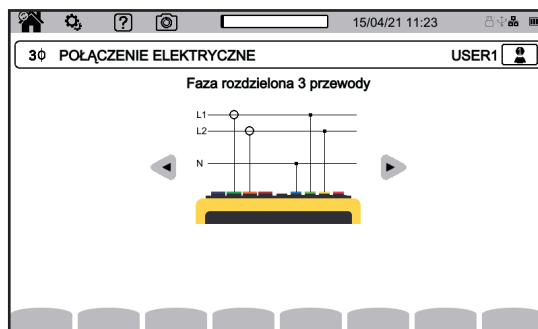 ? 15/04/21 11:23
3Φ POŁĄCZENIE ELEKTRYCZNE USER1
Faza rozdzielona 3 przewody
L1
L2
N